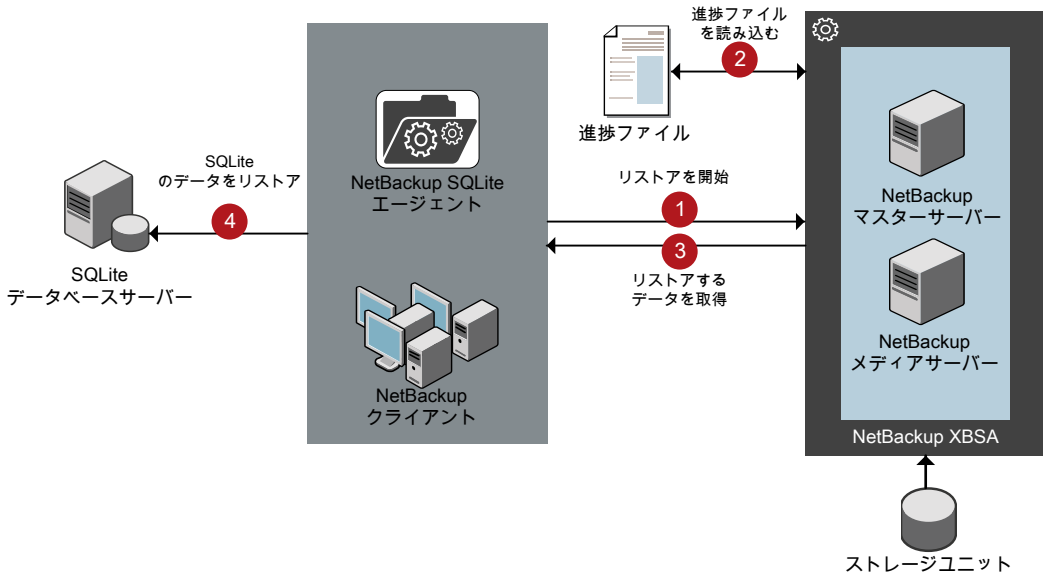 進捗ファイル
を読み込む
2
進捗ファイル
NetBackup SQLite
エージェント
SQLite
のデータをリストア
4
リストアを開始
1
3
リストアする
データを取得
NetBackup
マスターサーバー
SQLite
データベースサーバー
NetBackup
メディアサーバー
NetBackup
クライアント
NetBackup XBSA
ストレージユニット